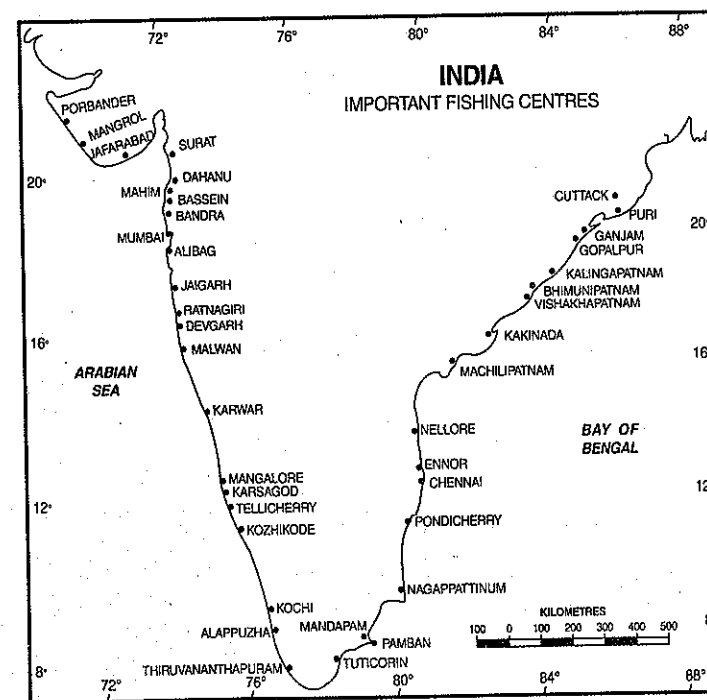 72°
76°
80°
84°
88°
INDIA
IMPORTANT FISHING CENTRES
PORBANDER
MANGROL
JAFARABAD
SURAT
DAHANU
MAHIM
BASSEIN
BANDRA
MUMBAI
ALIBAG
JAIGARH
RATNAGIRI
DEVGARH
MALWAN
KARWAR
MANGALORE
KARSAGOD
TELLICHERRY
KOZHIKODE
KOCHI
ALAPPUZHA
THIRUVANANTHAPURAM
CUTTACK
PURI
GANJAM
GOPALPUR
KALINGAPATNAM
BHIMUNIPATNAM
VISHAKHAPATNAM
KAKINADA
MACHILIPATNAM
NELLORE
ENNOR
CHENNAI
PONDICHERRY
NAGAPPATTINUM
MANDAPAM
PAMBAN
TUTICORIN
ARABIAN
SEA
BAY OF
BENGAL
20°
16°
12°
8°
20°
16
12
8
KILOMETRES
100 0 100 200 300 400 500
72°
76°
80°
84°
88°